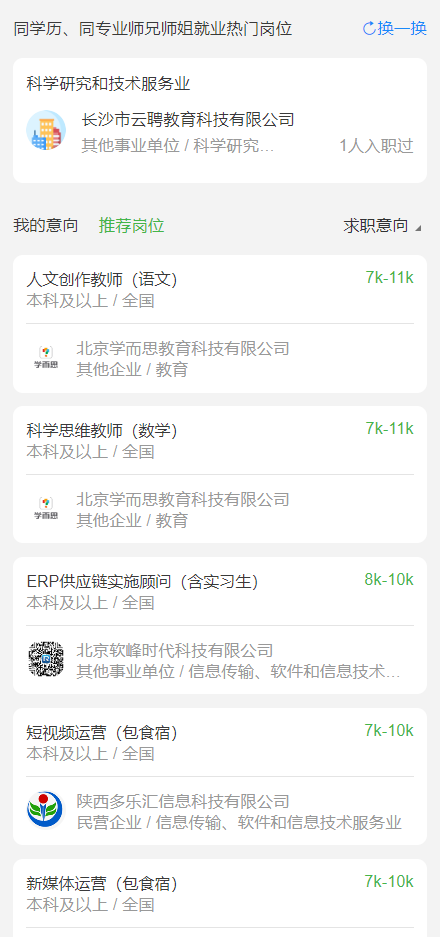 同学历、同专业师兄师姐就业热门岗位 换一换
科学研究和技术服务业
长沙市云聘教育科技有限公司
其他事业单位 / 科学研究... 1人入职过
我的意向 推荐岗位 求职意向
人文创作教师（语文） 7k-11k
本科及以上 / 全国
学而思 北京学而思教育科技有限公司
其他企业 / 教育
科学思维教师（数学） 7k-11k
本科及以上 / 全国
学而思 北京学而思教育科技有限公司
其他企业 / 教育
ERP供应链实施顾问（含实习生） 8k-10k
本科及以上 / 全国
北京软峰时代科技有限公司
其他事业单位 / 信息传输、软件和信息技术...
短视频运营（包食宿） 7k-10k
本科及以上 / 全国
陕西多乐汇信息科技有限公司
民营企业 / 信息传输、软件和信息技术服务业
新媒体运营（包食宿） 7k-10k
本科及以上 / 全国